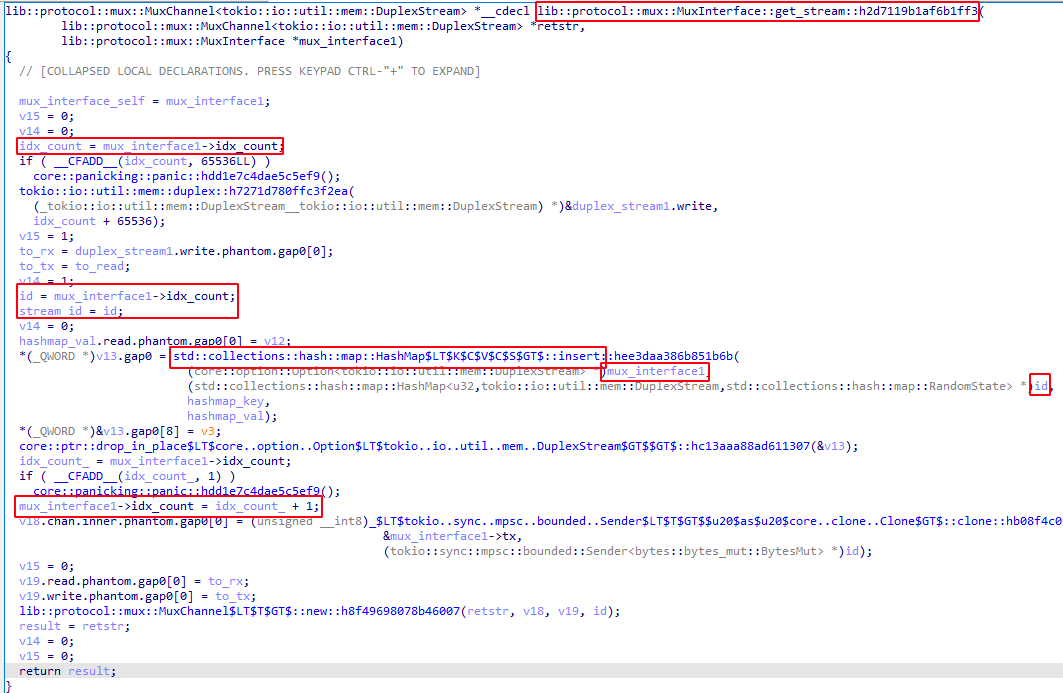 lib::protocol::mux::MuxChannel<tokio::io::util::mem::DuplexStream> *__cdecl lib::protocol::mux::MuxInterface::get_stream::h2d7119b1af6b1ff3(
lib::protocol::mux::MuxChannel<tokio::io::util::mem::DuplexStream> *retstr,
lib::protocol::mux::MuxInterface *mux_interface1)
{
// [COLLAPSED LOCAL DECLARATIONS. PRESS KEYPAD CTRL-"+" TO EXPAND]
mux_interface_self = mux_interface1;
v15 = 0;
v14 = 0;
idx_count = mux_interface1->idx_count;
if ( __CFADD__(idx_count, 65536LL) )
core::panicking::panic::hdd1e7c4dae5c5ef9();
tokio::io::util::mem::duplex::h7271d780ffc3f2ea(
(_tokio::io::util::mem::DuplexStream__tokio::io::util::mem::DuplexStream) *)&duplex_stream1.write,
idx_count + 65536);
v15 = 1;
to_rx = duplex_stream1.write.phantom.gap0[0];
to_tx = to_read;
v14 = 1;
id = mux_interface1->idx_count;
stream_id = id;
v14 = 0;
hashmap_val.read.phantom.gap0[0] = v12;
*(_QWORD *)v13.gap0 = std::collections::hash::map::HashMap$LT$K$C$V$C$S$GT$::insert::hee3daa386b851b6b(
(core::option::Option<tokio::io::util::mem::DuplexStream> *)mux_interface1,
(std::collections::hash::map::HashMap<u32,tokio::io::util::mem::DuplexStream,std::collections::hash::map::RandomState> *)id,
hashmap_key,
hashmap_val);
*(_QWORD *)&v13.gap0[8] = v3;
core::ptr::drop_in_place$LT$core..option..Option$LT$tokio..io..util..mem..DuplexStream$GT$$GT$::hc13aaa88ad611307(&v13);
idx_count_ = mux_interface1->idx_count;
if ( __CFADD__(idx_count_, 1) )
core::panicking::panic::hdd1e7c4dae5c5ef9();
mux_interface1->idx_count = idx_count_ + 1;
v18.chan.inner.phantom.gap0[0] = (unsigned __int8)_$LT$tokio..sync..mpsc..bounded..Sender$LT$T$GT$$u20$as$u20$core..clone..Clone$GT$::clone::hb08f4c0
&mux_interface1->tx,
(tokio::sync::mpsc::bounded::Sender<bytes::bytes_mut::BytesMut> *)id);
v15 = 0;
v19.read.phantom.gap0[0] = to_rx;
v19.write.phantom.gap0[0] = to_tx;
lib::protocol::mux::MuxChannel$LT$T$GT$::new::h8f49698078b46007(retstr, v18, v19, id);
result = retstr;
v14 = 0;
v15 = 0;
return result;
}